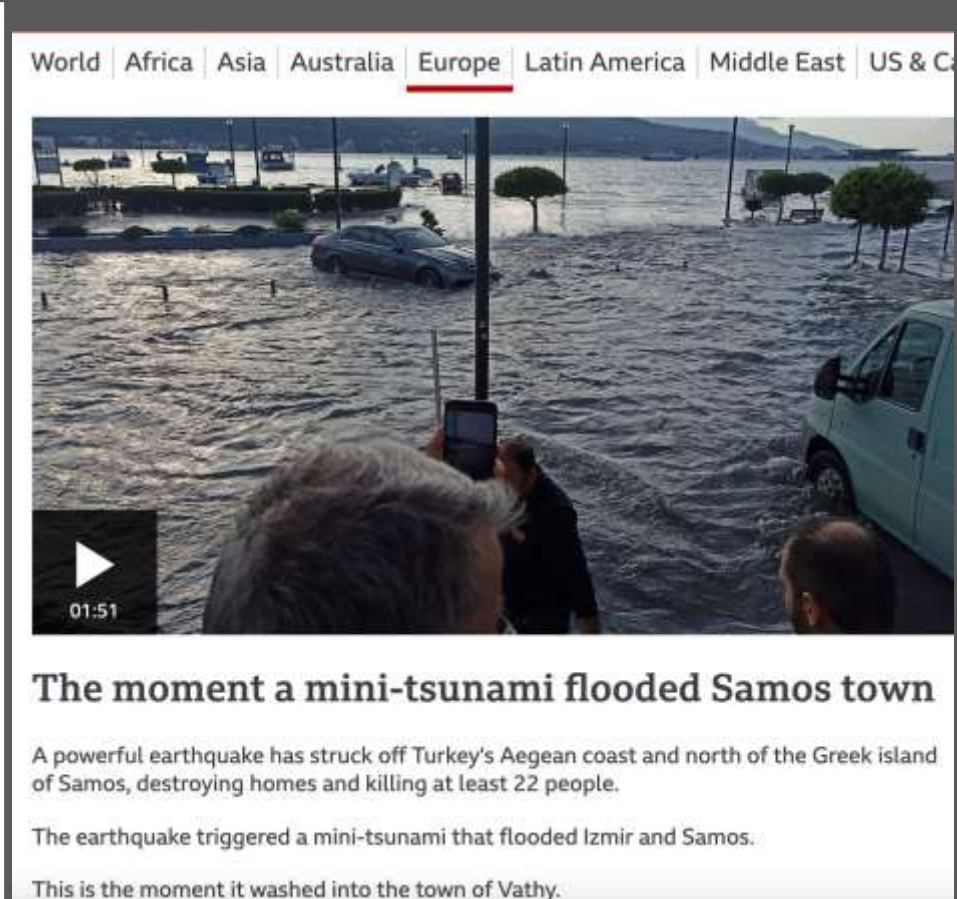 World Africa Asia Australia Europe Latin America Middle East US & Ca
01:51
The moment a mini-tsunami flooded Samos town
A powerful earthquake has struck off Turkey's Aegean coast and north of the Greek island
of Samos, destroying homes and killing at least 22 people.
The earthquake triggered a mini-tsunami that flooded Izmir and Samos.
This is the moment it washed into the town of Vathy.